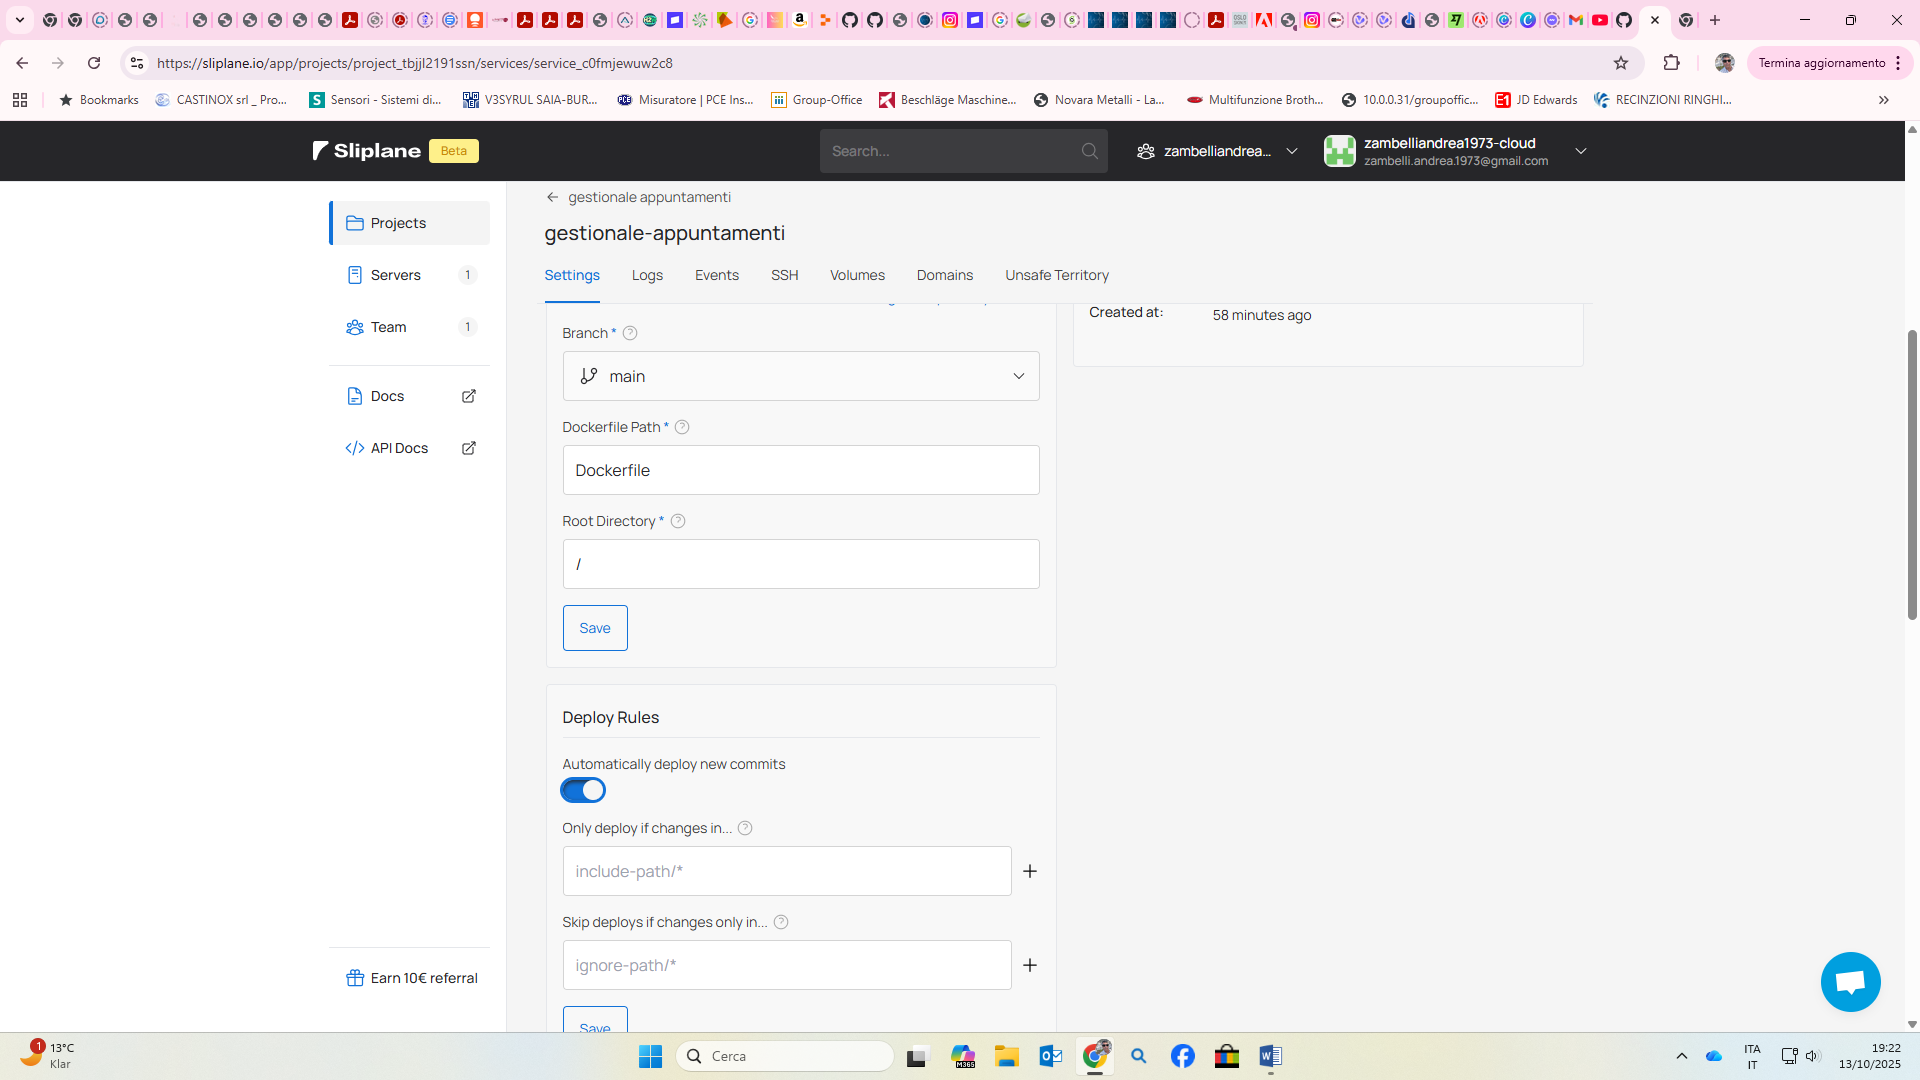 https://sliplane.io/app/projects/project_tbjjl2191ssn/services/service_c0fmjewuw2c8
Termina aggiornamento
Bookmarks
CASTINOX srl _ Pro...
Sensori - Sistemi di...
V3SYRUL SAIA-BUR...
Misuratore | PCE Ins...
Group-Office
Beschläge Maschine...
Novara Metalli - La...
Multifunzione Broth...
10.0.0.31/groupoffic...
JD Edwards
RECINZIONI RINGHI...
Sliplane Beta
Search...
zambelliandrea...
zambelliandrea1973-cloud
zambelli.andrea.1973@gmail.com
Projects
Servers 1
Team 1
Docs
API Docs
Earn 10€ referral
gestionale appuntamenti
gestionale-appuntamenti
Settings Logs Events SSH Volumes Domains Unsafe Territory
Created at: 58 minutes ago
Branch *
main
Dockerfile Path *
Dockerfile
Root Directory *
/
Save
Deploy Rules
Automatically deploy new commits
Only deploy if changes in...
include-path/*
Skip deploys if changes only in...
ignore-path/*
Save
1
13°C
Klar
Cerca
ITA
IT
19:22
13/10/2025